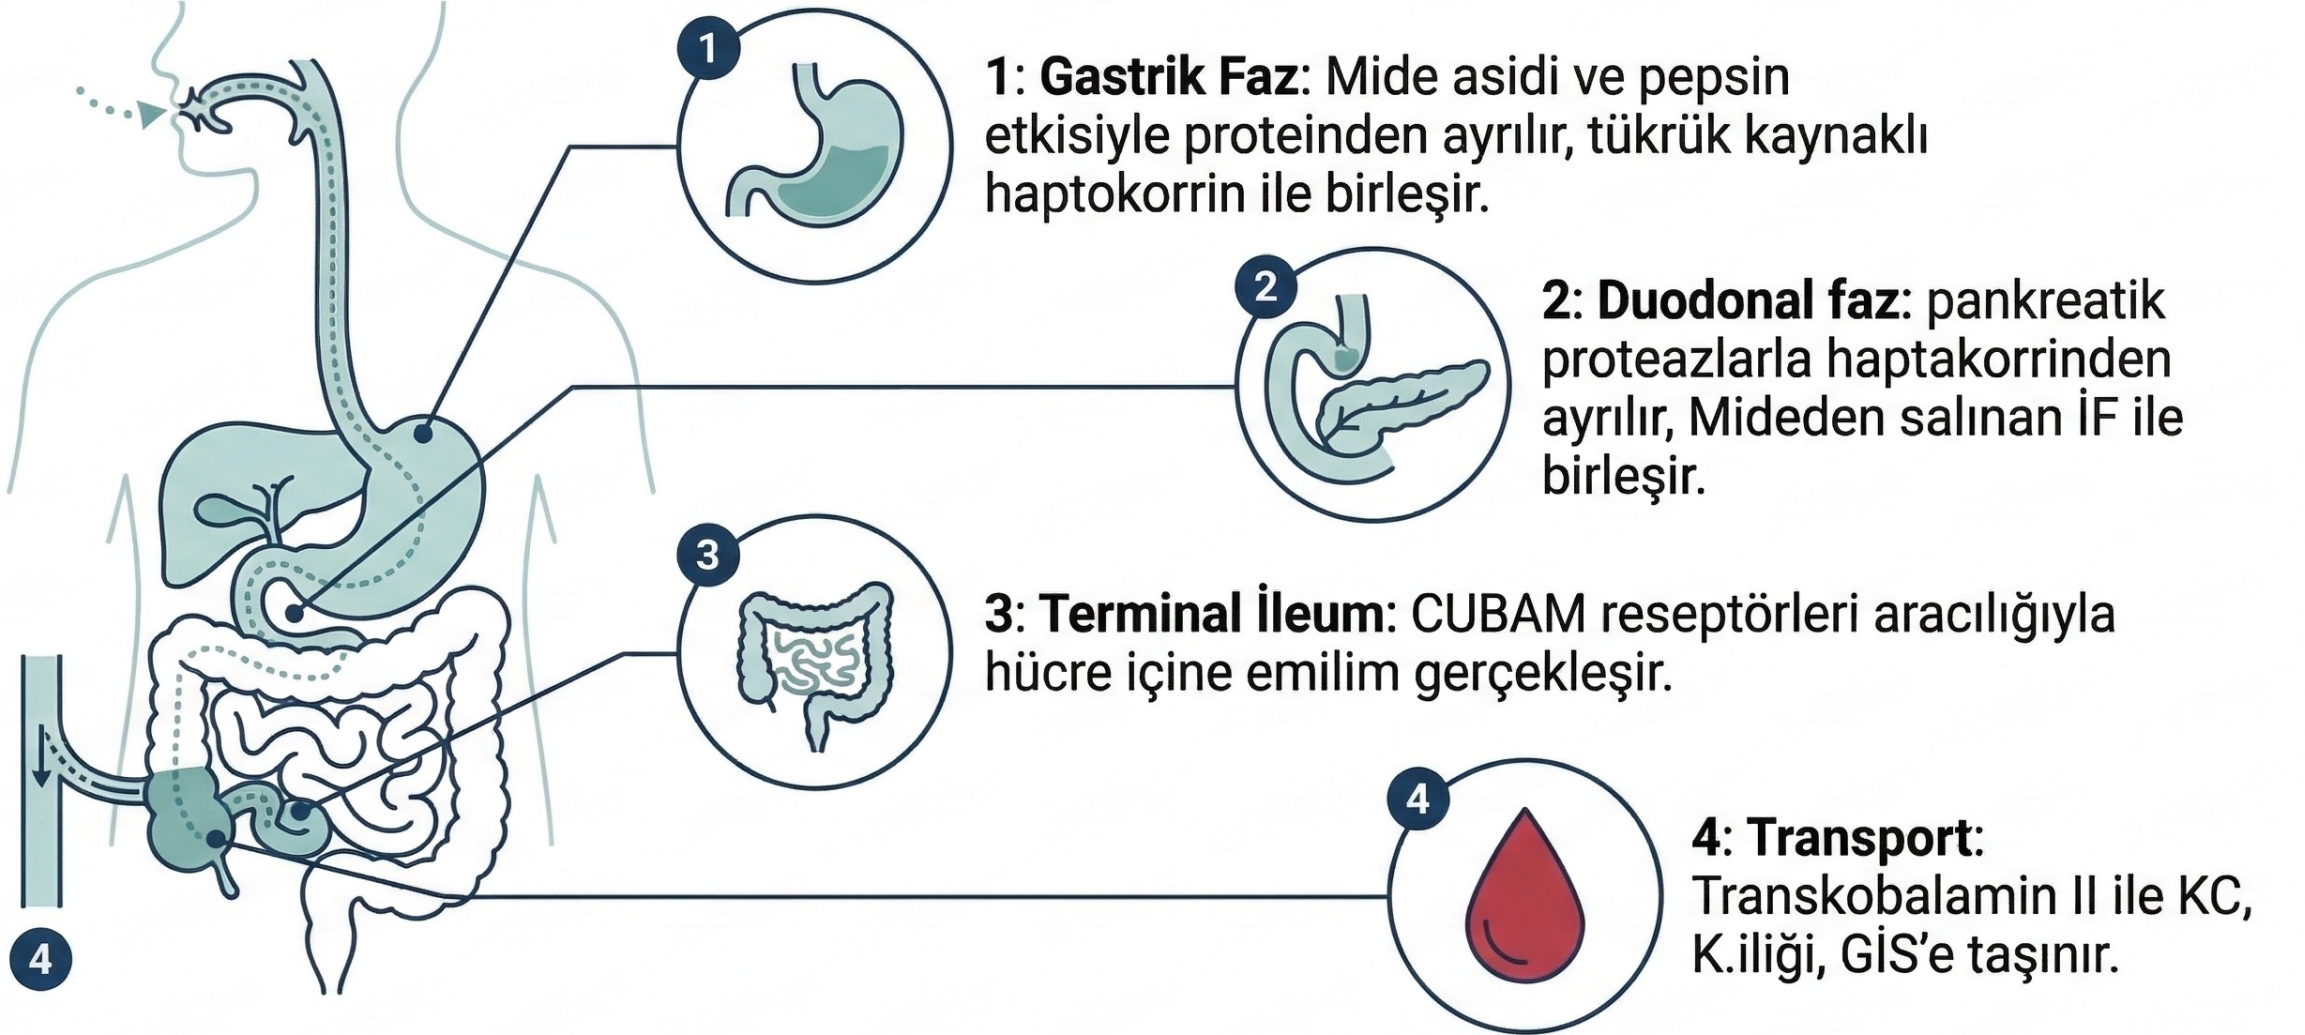 1
1: Gastrik Faz: Mide asidi ve pepsin
etkisiyle proteinden ayrılır, tükrük kaynaklı
haptokorrin ile birleşir.
2
2: Duodonal faz: pankreatik
proteazlarla haptakorrinden
ayrılır, Mideden salınan İF ile
birleşir.
3
3: Terminal İleum: CUBAM reseptörleri aracılığıyla
hücre içine emilim gerçekleşir.
4
4: Transport:
Transkobalamin II ile KC,
K.iliği, GİS’e taşınır.
4